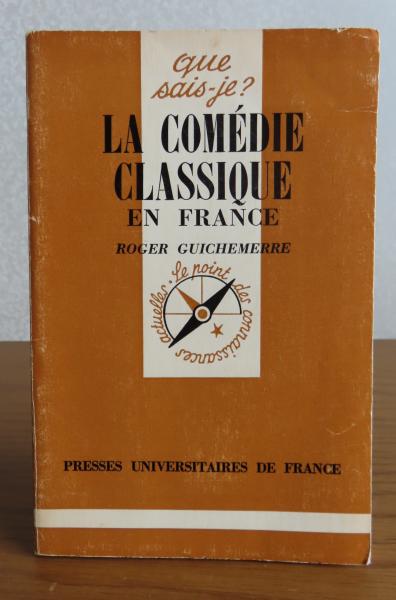 que
sais-je?
LA COMÉDIE
CLASSIQUE
EN FRANCE
ROGER GUICHEMERRE
Le point des connaissances actuelles.
PRESSES UNIVERSITAIRES DE FRANCE